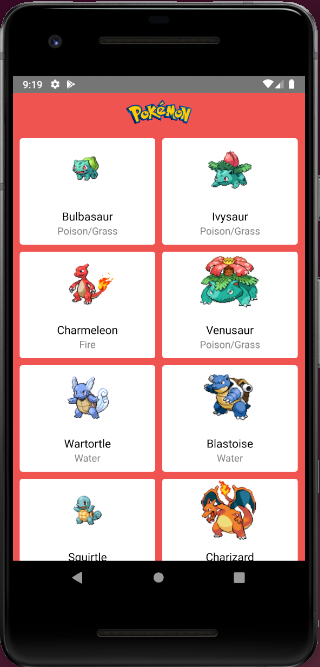 9:19
Pokémon
Bulbasaur
Poison/Grass
Ivysaur
Poison/Grass
Charmeleon
Fire
Venusaur
Poison/Grass
Wartortle
Water
Blastoise
Water
Squirtle
Charizard